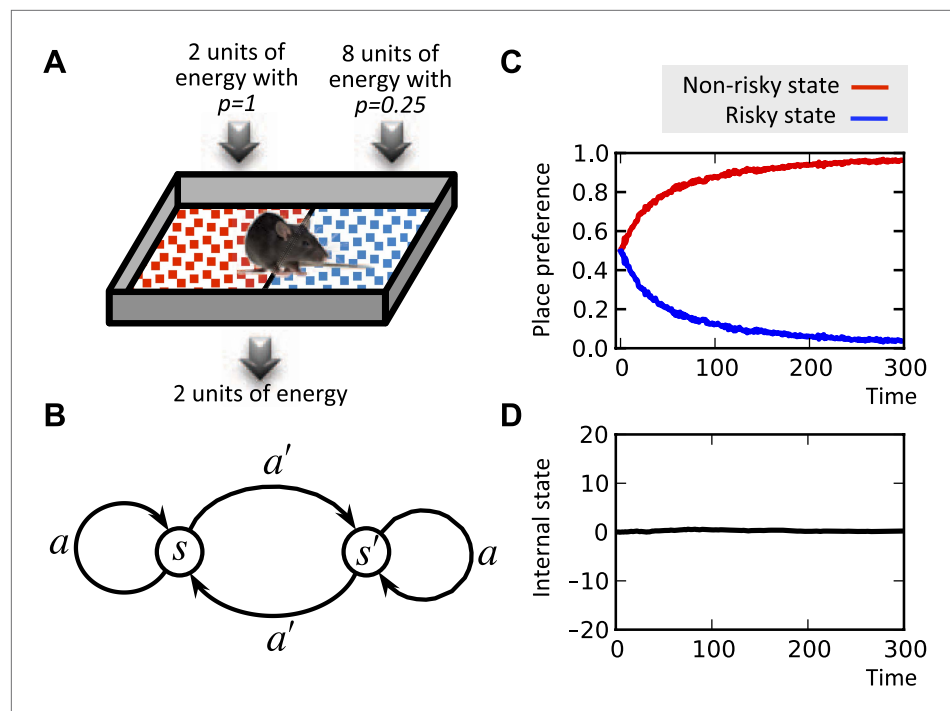 A
2 units of
energy with
p=1
8 units of
energy with
p=0.25
2 units of energy
B
a'
a
s
s'
a
a'
C
Non-risky state
Risky state
Place preference
1.0
0.8
0.6
0.4
0.2
0.0
0 100 200 300
Time
D
Internal state
20
10
0
−10
−20
0 100 200 300
Time